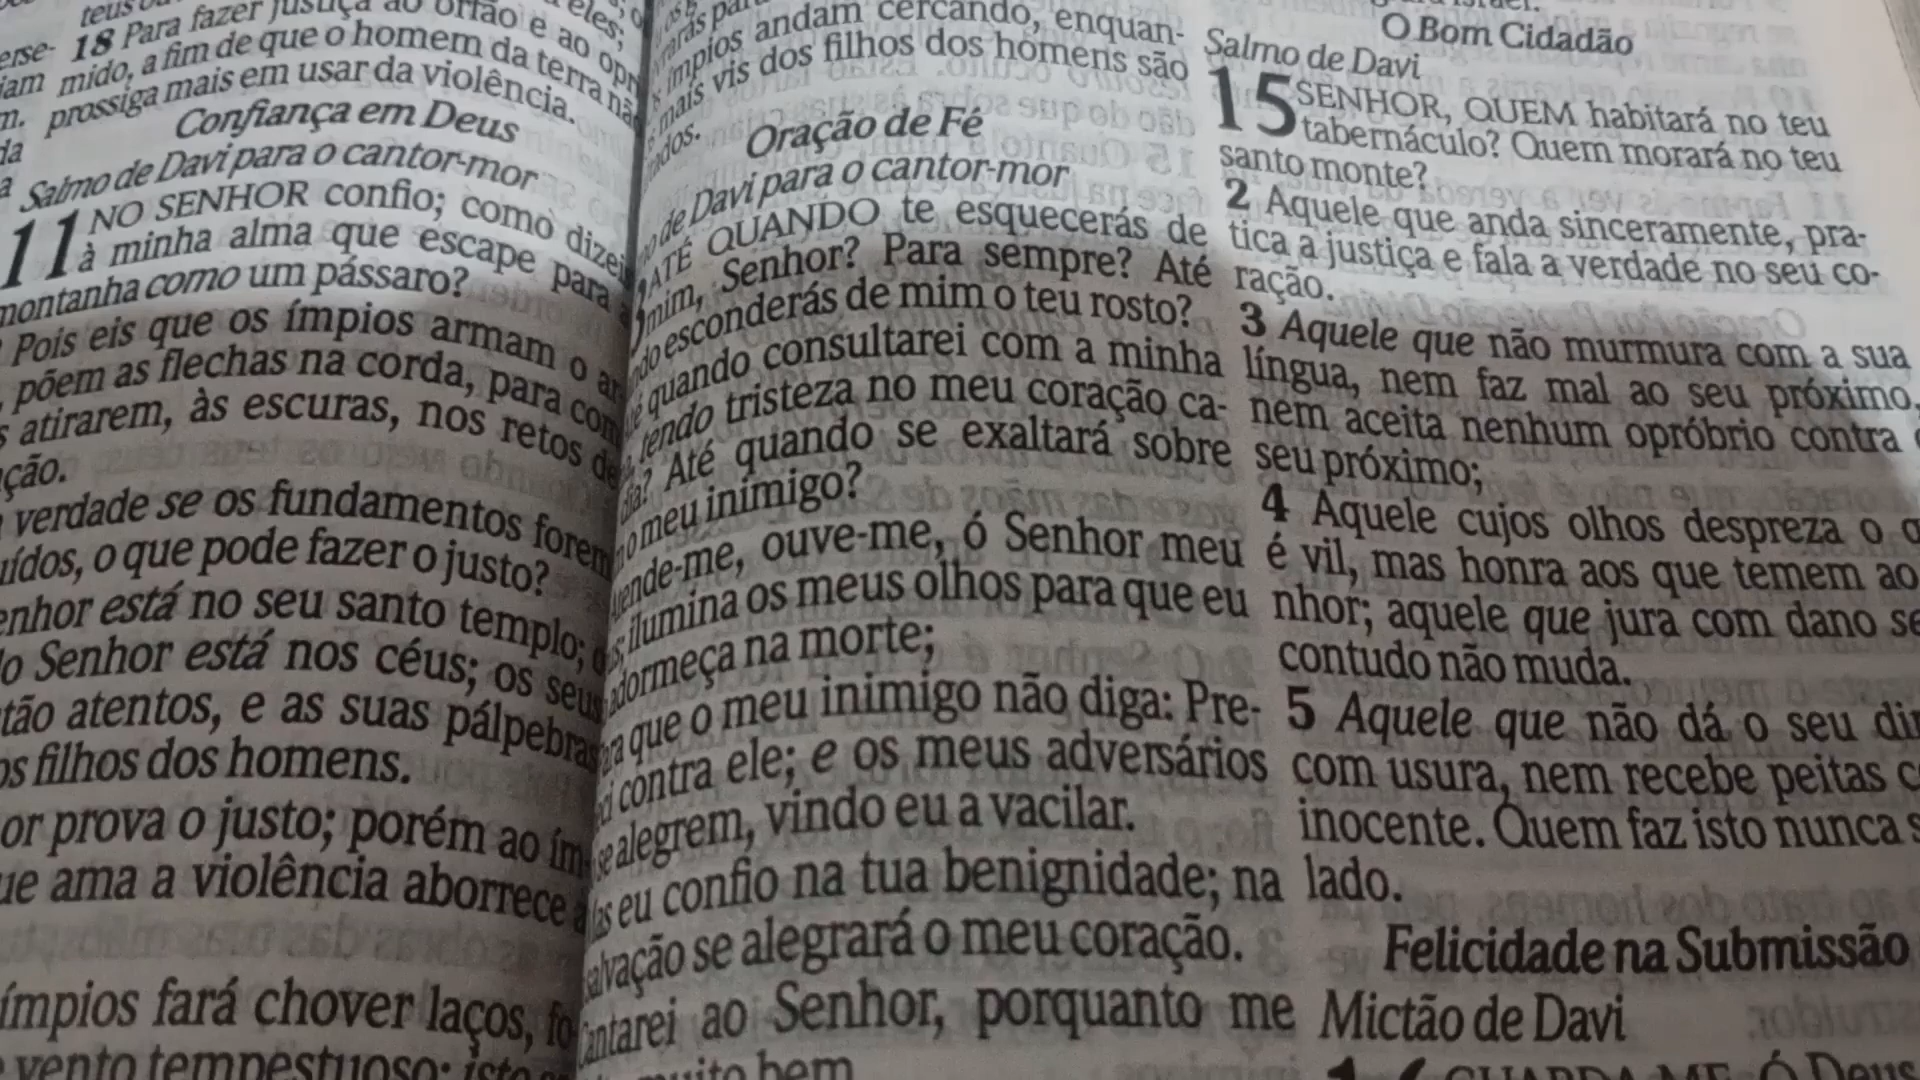 18 Para fazer justiça ao órfão e ao
mido, a fim de que o homem da terra
prossiga mais em usar da violência.
Confiança em Deus
Salmo de Davi para o cantor-mor
11 NO SENHOR confio; como dizei
à minha alma que escape para
montanha como um pássaro?
Pois eis que os ímpios armam o
põem as flechas na corda, para
atirarem, às escuras, nos retos de
ção.
verdade se os fundamentos forem
ídos, o que pode fazer o justo?
enhor está no seu santo templo;
o Senhor está nos céus; os seus
tão atentos, e as suas pálpebras
os filhos dos homens.
or prova o justo; porém ao ím-
ue ama a violência aborrece
ímpios fará chover laços,
vento tempestuoso: isto
ímpios andam cercando, enquan-
mais vis dos filhos dos homens são
Oração de Fé
de Davi para o cantor-mor
ATÉ QUANDO te esquecerás de
mim, Senhor? Para sempre? Até
esconderás de mim o teu rosto?
quando consultarei com a minha
tendo tristeza no meu coração ca-
dia? Até quando se exaltará sobre
o meu inimigo?
ende-me, ouve-me, ó Senhor meu
ilumina os meus olhos para que eu
adormeça na morte;
que o meu inimigo não diga: Pre-
contra ele; e os meus adversários
se alegrem, vindo eu a vacilar.
eu confio na tua benignidade; na
salvação se alegrará o meu coração.
Cantarei ao Senhor, porquanto me
muito bem
O Bom Cidadão
Salmo de Davi
15 SENHOR, QUEM habitará no teu
tabernáculo? Quem morará no teu
santo monte?
2 Aquele que anda sinceramente, pra-
tica a justiça e fala a verdade no seu co-
ração.
3 Aquele que não murmura com a sua
língua, nem faz mal ao seu próximo,
nem aceita nenhum opróbrio contra
seu próximo;
4 Aquele cujos olhos despreza o
é vil, mas honra aos que temem ao
nhor; aquele que jura com dano
contudo não muda.
5 Aquele que não dá o seu
com usura, nem recebe peitas
inocente. Quem faz isto nunca
lado.
Felicidade na Submissão
Mictão de Davi
Ó Deus